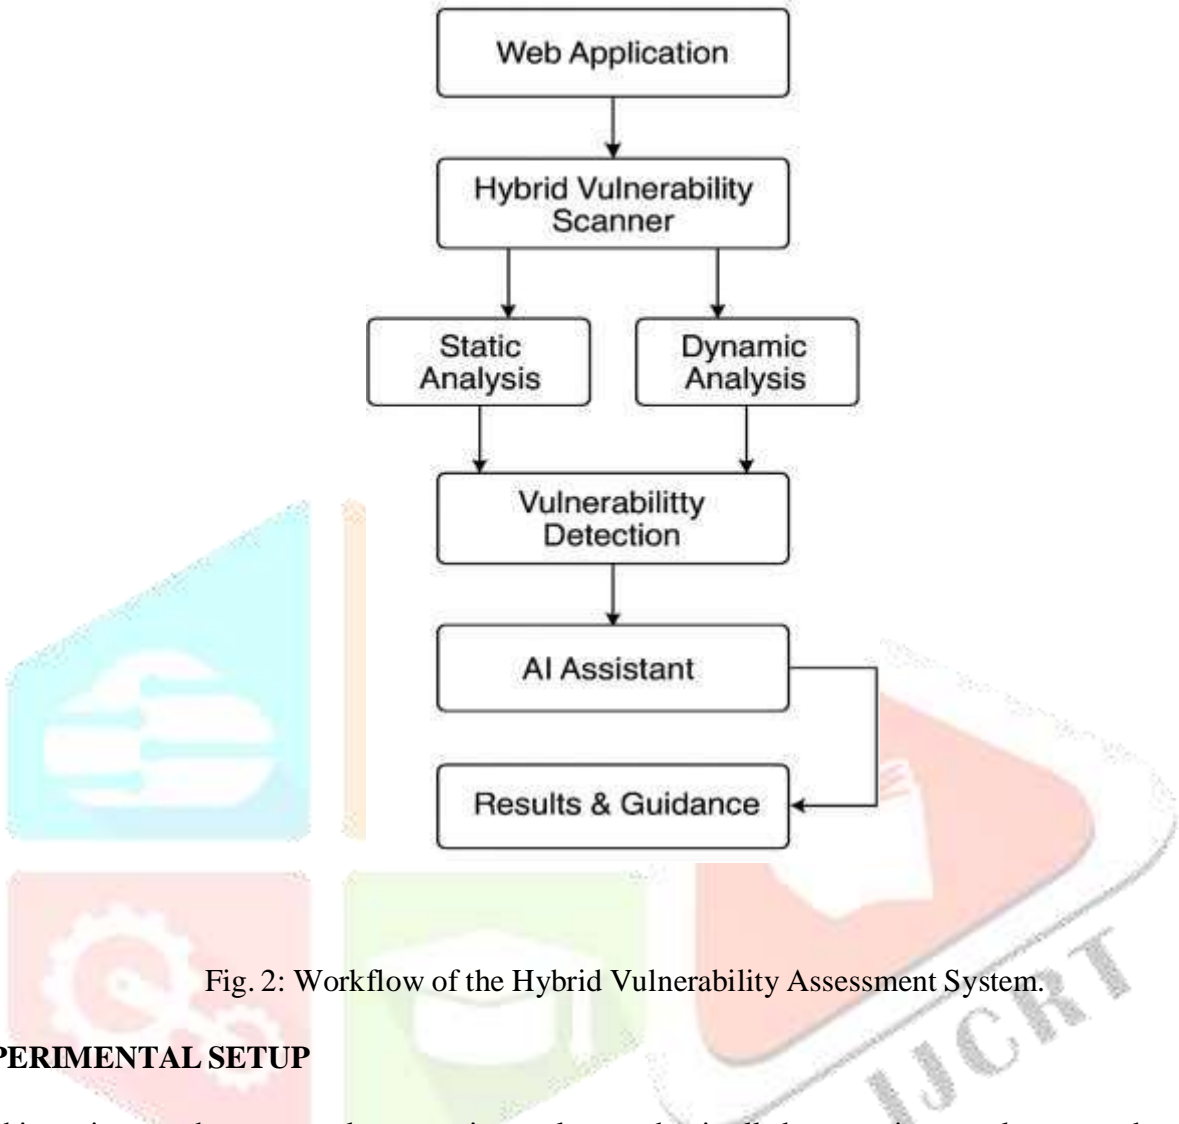 Web Application
Hybrid Vulnerability
Scanner
Static
Analysis
Dynamic
Analysis
Vulnerabilitty
Detection
AI Assistant
Results & Guidance
Fig. 2: Workflow of the Hybrid Vulnerability Assessment System.
PERIMENTAL SETUP
IJCRT